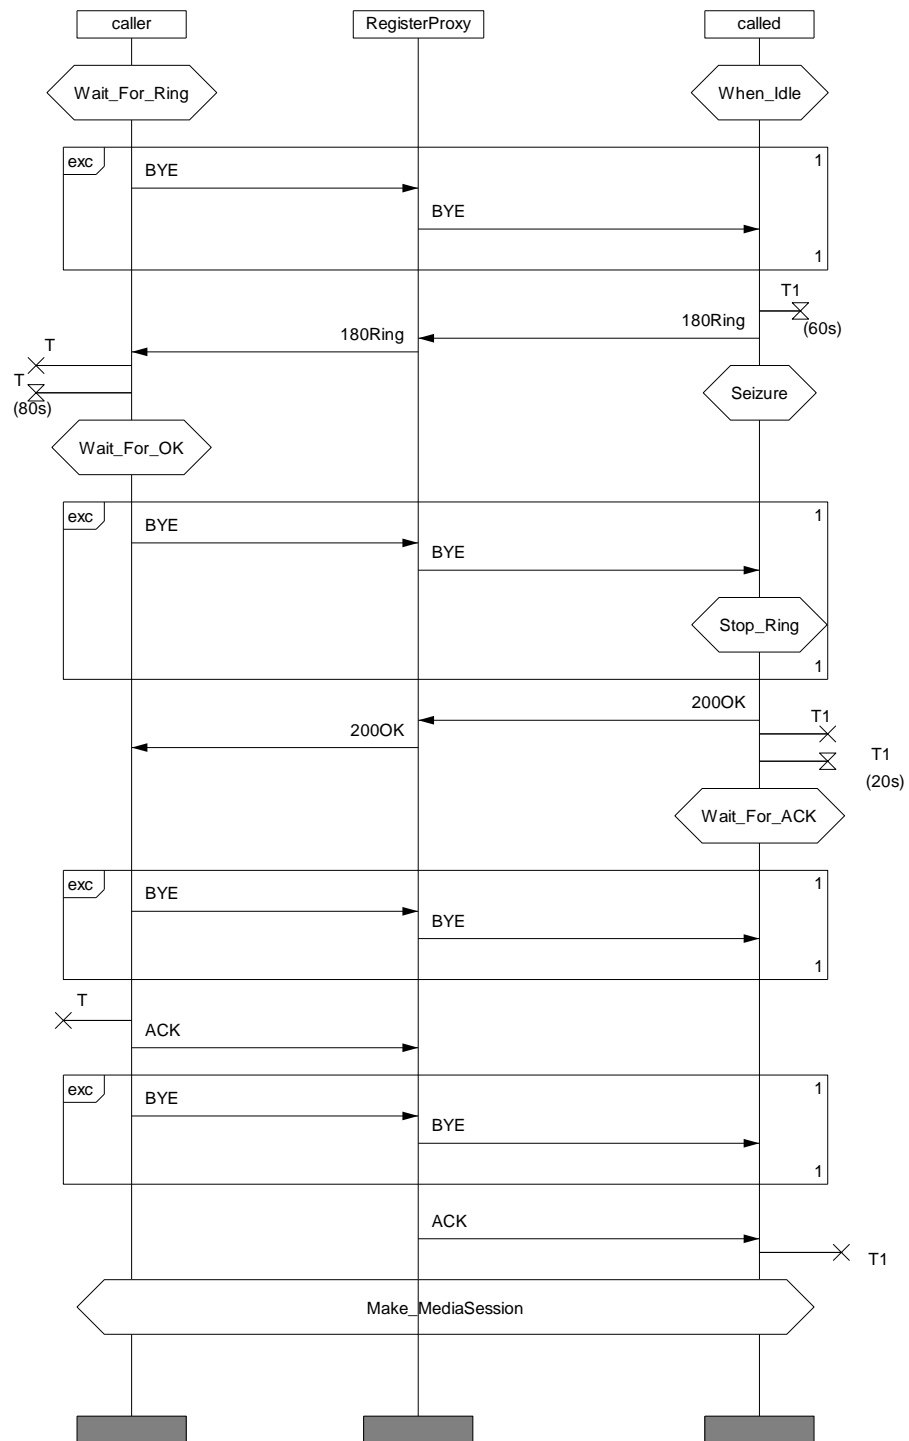 caller
RegisterProxy
called
Wait_For_Ring
When_Idle
exc
1
BYE
BYE
1
T1
180Ring
(60s)
180Ring
T
T
(80s)
Seizure
Wait_For_OK
exc
1
BYE
BYE
Stop_Ring
1
200OK
T1
200OK
T1
(20s)
Wait_For_ACK
exc
1
BYE
BYE
1
T
ACK
exc
1
BYE
BYE
1
ACK
T1
Make_MediaSession